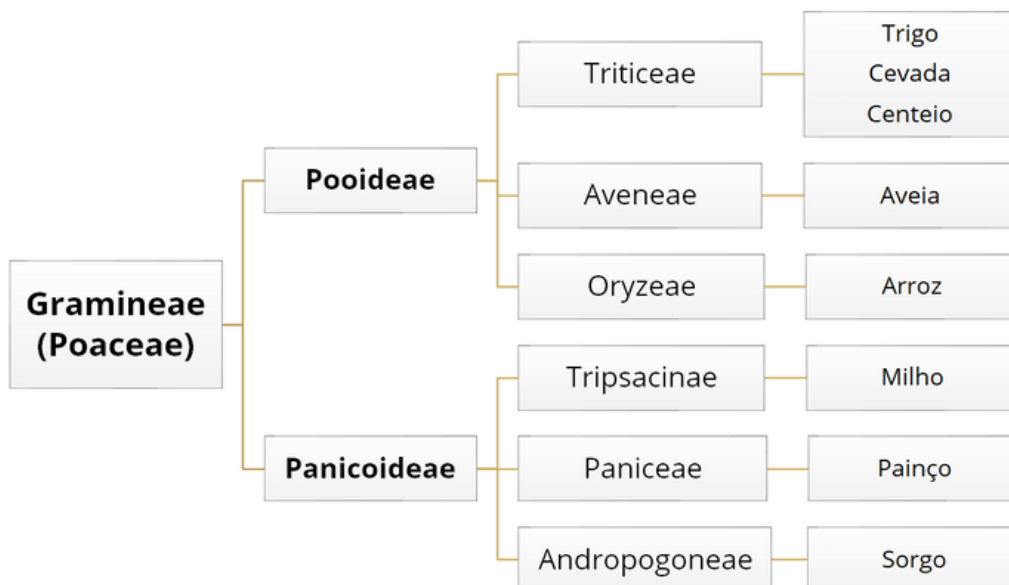 Trigo
Cevada
Centeio
Triticeae
Pooideae
Aveneae
Aveia
Oryzeae
Arroz
Gramineae
(Poaceae)
Tripsacinae
Milho
Panicoideae
Paniceae
Painço
Andropogoneae
Sorgo